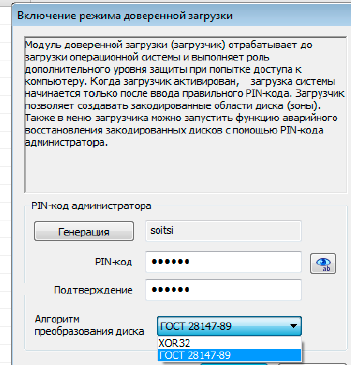 Включение режима доверенной загрузки
Модуль доверенной загрузки (загрузчик) отрабатывает до
загрузки операционной системы и выполняет роль
дополнительного уровня защиты при попытке доступа к
компьютеру. Когда загрузчик активирован, загрузка системы
начинается только после ввода правильного PIN-кода. Загрузчик
позволяет создавать закодированные области диска (зоны).
Также в меню загрузчика можно запустить функцию аварийного
восстановления закодированных дисков с помощью PIN-кода
администратора.
PIN-код администратора
Генерация soitsi
PIN-код ●●●●●● ab
Подтверждение ●●●●●●
Алгоритм
преобразования диска ГОСТ 28147-89
XOR32
ГОСТ 28147-89